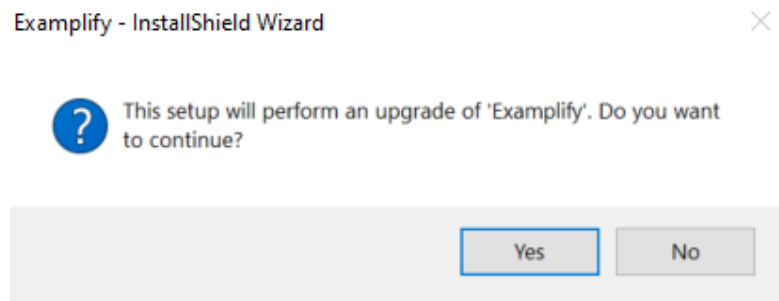 Examplify - InstallShield Wizard
This setup will perform an upgrade of 'Examplify'. Do you want
to continue?
Yes No